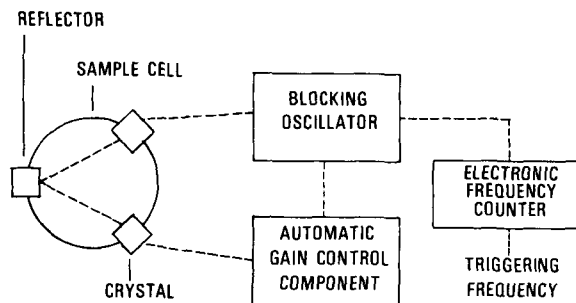 REFLECTOR
SAMPLE CELL
BLOCKING
OSCILLATOR
ELECTRONIC
FREQUENCY
COUNTER
AUTOMATIC
GAIN CONTROL
COMPONENT
TRIGGERING
FREQUENCY
CRYSTAL